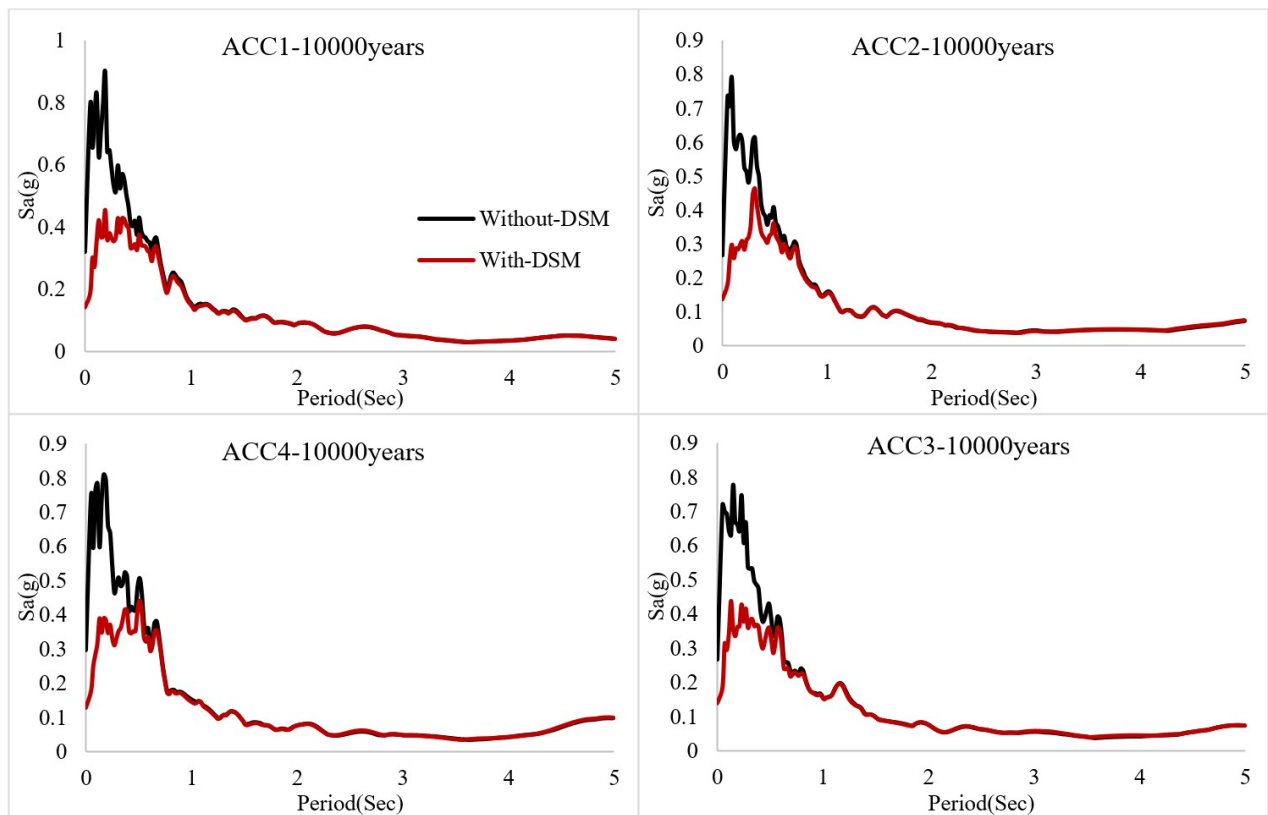 ACC1-10000years
1
0.8
0.6
0.4
0.2
0
Sa(g)
0 1 2 3 4 5
Period(Sec)
Without-DSM
With-DSM
ACC2-10000years
0.9
0.8
0.7
0.6
0.5
0.4
0.3
0.2
0.1
0
Sa(g)
0 1 2 3 4 5
Period(Sec)
ACC4-10000years
0.9
0.8
0.7
0.6
0.5
0.4
0.3
0.2
0.1
0
Sa(g)
0 1 2 3 4 5
Period(Sec)
ACC3-10000years
0.9
0.8
0.7
0.6
0.5
0.4
0.3
0.2
0.1
0
Sa(g)
0 1 2 3 4 5
Period(Sec)